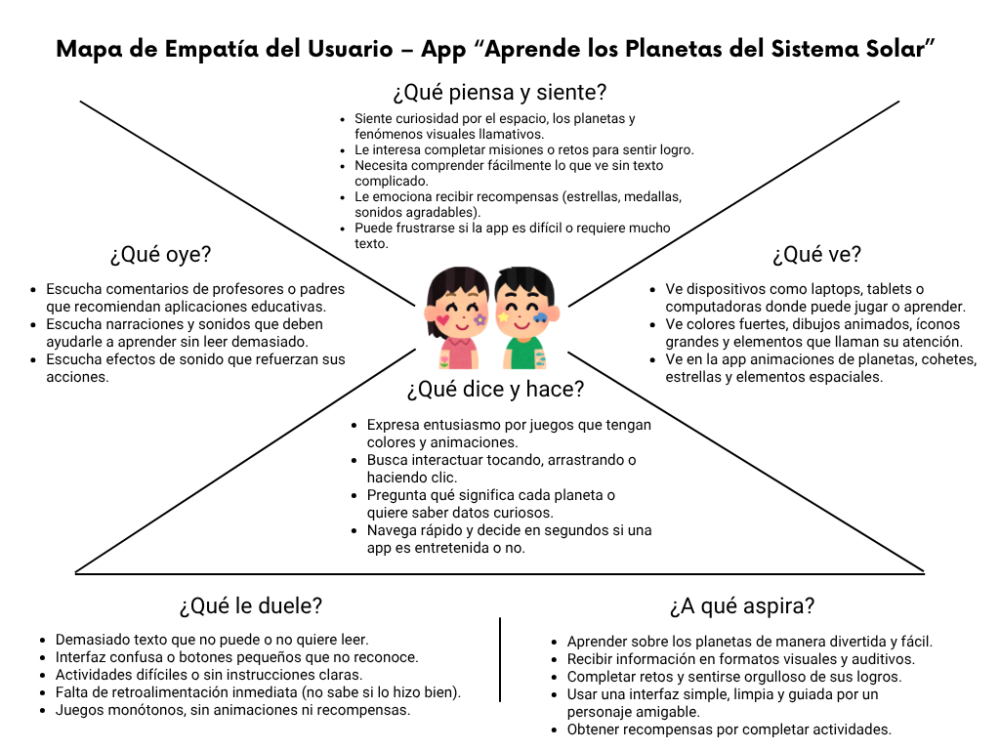 Mapa de Empatía del Usuario – App “Aprende los Planetas del Sistema Solar”
¿Qué piensa y siente?
• Siente curiosidad por el espacio, los planetas y
fenómenos visuales llamativos.
• Le interesa completar misiones o retos para sentir logro.
• Necesita comprender fácilmente lo que ve sin texto
complicado.
• Le emociona recibir recompensas (estrellas, medallas,
sonidos agradables).
• Puede frustrarse si la app es difícil o requiere mucho
texto.
¿Qué oye?
• Escucha comentarios de profesores o padres
que recomiendan aplicaciones educativas.
• Escucha narraciones y sonidos que deben
ayudarle a aprender sin leer demasiado.
• Escucha efectos de sonido que refuerzan sus
acciones.
¿Qué ve?
• Ve dispositivos como laptops, tablets o
computadoras donde puede jugar o aprender.
• Ve colores fuertes, dibujos animados, íconos
grandes y elementos que llaman su atención.
• Ve en la app animaciones de planetas, cohetes,
estrellas y elementos espaciales.
¿Qué dice y hace?
• Expresa entusiasmo por juegos que tengan
colores y animaciones.
• Busca interactuar tocando, arrastrando o
haciendo clic.
• Pregunta qué significa cada planeta o
quiere saber datos curiosos.
• Navega rápido y decide en segundos si una
app es entretenida o no.
¿Qué le duele?
• Demasiado texto que no puede o no quiere leer.
• Interfaz confusa o botones pequeños que no reconoce.
• Actividades difíciles o sin instrucciones claras.
• Falta de retroalimentación inmediata (no sabe si lo hizo bien).
• Juegos monótonos, sin animaciones ni recompensas.
¿A qué aspira?
• Aprender sobre los planetas de manera divertida y fácil.
• Recibir información en formatos visuales y auditivos.
• Completar retos y sentirse orgulloso de sus logros.
• Usar una interfaz simple, limpia y guiada por un
personaje amigable.
• Obtener recompensas por completar actividades.